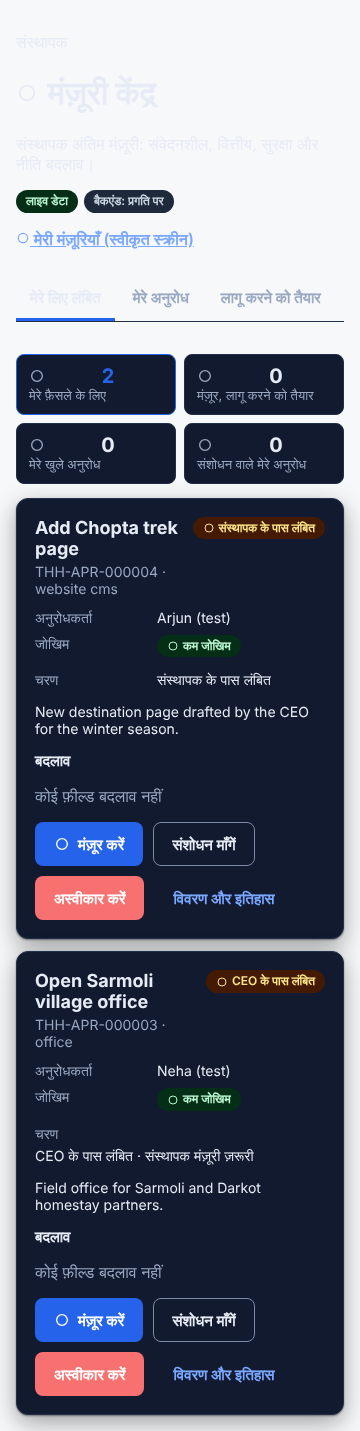 संस्थापक
मंज़ूरी केंद्र
संस्थापक अंतिम मंज़ूरी: संवेदनशील, वित्तीय, सुरक्षा और
नीति बदलाव।
लाइव डेटा
बैकएंड: प्रगति पर
मेरी मंज़ूरियाँ (स्वीकृत स्क्रीन)
मेरे लिए लंबित
मेरे अनुरोध
लागू करने को तैयार
2
मेरे फ़ैसले के लिए
0
मंज़ूर, लागू करने को तैयार
0
मेरे खुले अनुरोध
0
संशोधन वाले मेरे अनुरोध
Add Chopta trek
page
संस्थापक के पास लंबित
THH-APR-000004 ·
website cms
अनुरोधकर्ता
Arjun (test)
जोखिम
कम जोखिम
चरण
संस्थापक के पास लंबित
New destination page drafted by the CEO
for the winter season.
बदलाव
कोई फ़ील्ड बदलाव नहीं
मंज़ूर करें
संशोधन माँगें
अस्वीकार करें
विवरण और इतिहास
Open Sarmoli
village office
CEO के पास लंबित
THH-APR-000003 ·
office
अनुरोधकर्ता
Neha (test)
जोखिम
कम जोखिम
चरण
CEO के पास लंबित · संस्थापक मंज़ूरी ज़रूरी
Field office for Sarmoli and Darkot
homestay partners.
बदलाव
कोई फ़ील्ड बदलाव नहीं
मंज़ूर करें
संशोधन माँगें
अस्वीकार करें
विवरण और इतिहास